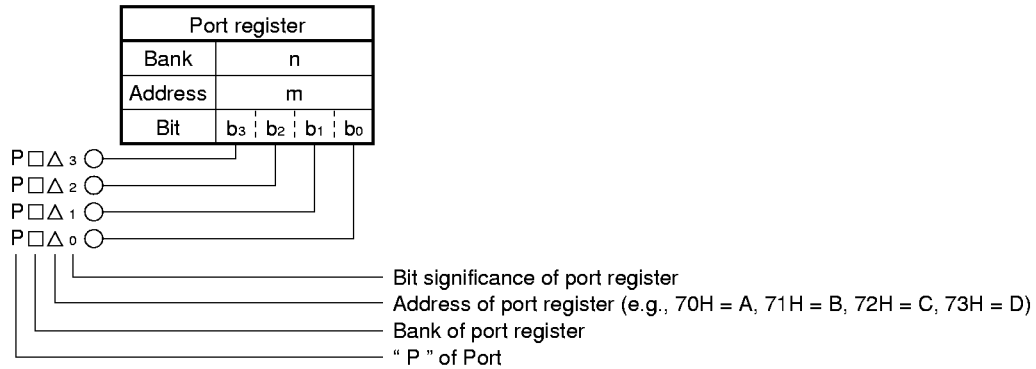 Port register
Bank n
Address m
Bit b3 b2 b1 b0
P□△3
P□△2
P□△1
P□△0
Bit significance of port register
Address of port register (e.g., 70H = A, 71H = B, 72H = C, 73H = D)
Bank of port register
“ P ” of Port